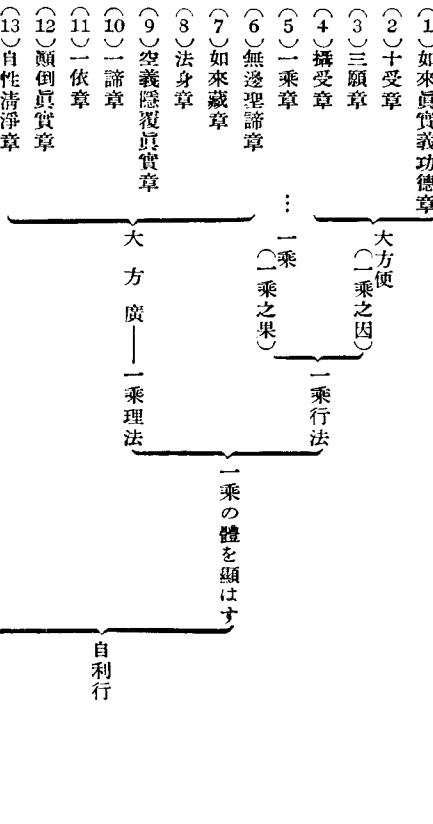 (1)如來眞實義功德章
(2)十受章
(3)三願章
(4)攝受章
(5)一乘章
(6)無邊聖諦章
(7)如來藏章
(8)法身章
(9)空義隱覆眞實章
(10)一諦章
(11)一依章
(12)顚倒眞實章
(13)自性淸淨章
大方便
(一乘之因)
…一乘
(一乘之果)
大方廣——一乘理法
一乘行法
一乘の體を顯はす
自利行